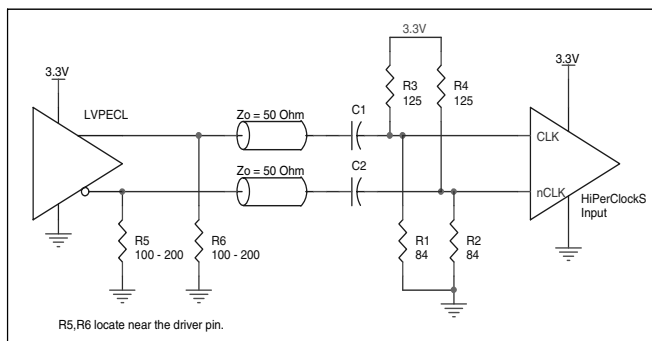 3.3V
3.3V
3.3V
LVPECL
R3
125
R4
125
Zo = 50 Ohm
C1
CLK
Zo = 50 Ohm
C2
nCLK
HiPerClockS
Input
R5
100 - 200
R6
100 - 200
R1
84
R2
84
R5,R6 locate near the driver pin.